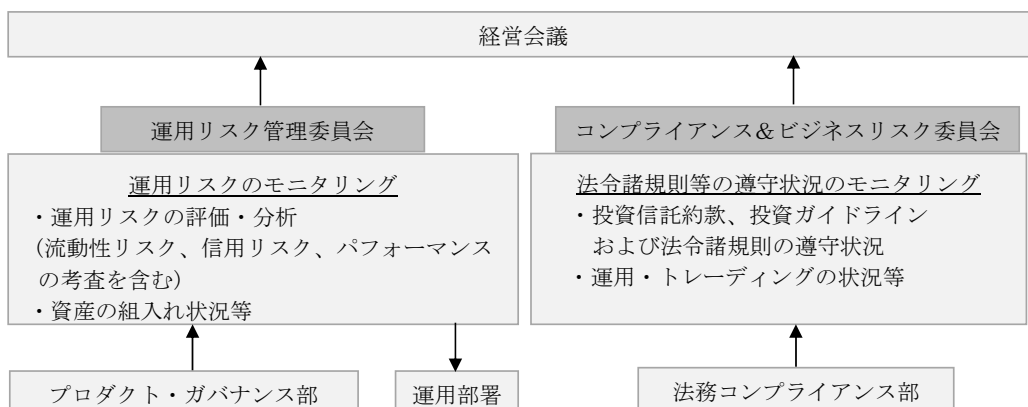 経営会議
運用リスク管理委員会
運用リスクのモニタリング
・運用リスクの評価・分析
(流動性リスク、信用リスク、パフォーマンス
の考査を含む)
・資産の組入れ状況等
コンプライアンス＆ビジネスリスク委員会
法令諸規則等の遵守状況のモニタリング
・投資信託約款、投資ガイドライン
および法令諸規則の遵守状況
・運用・トレーディングの状況等
プロダクト・ガバナンス部
運用部署
法務コンプライアンス部